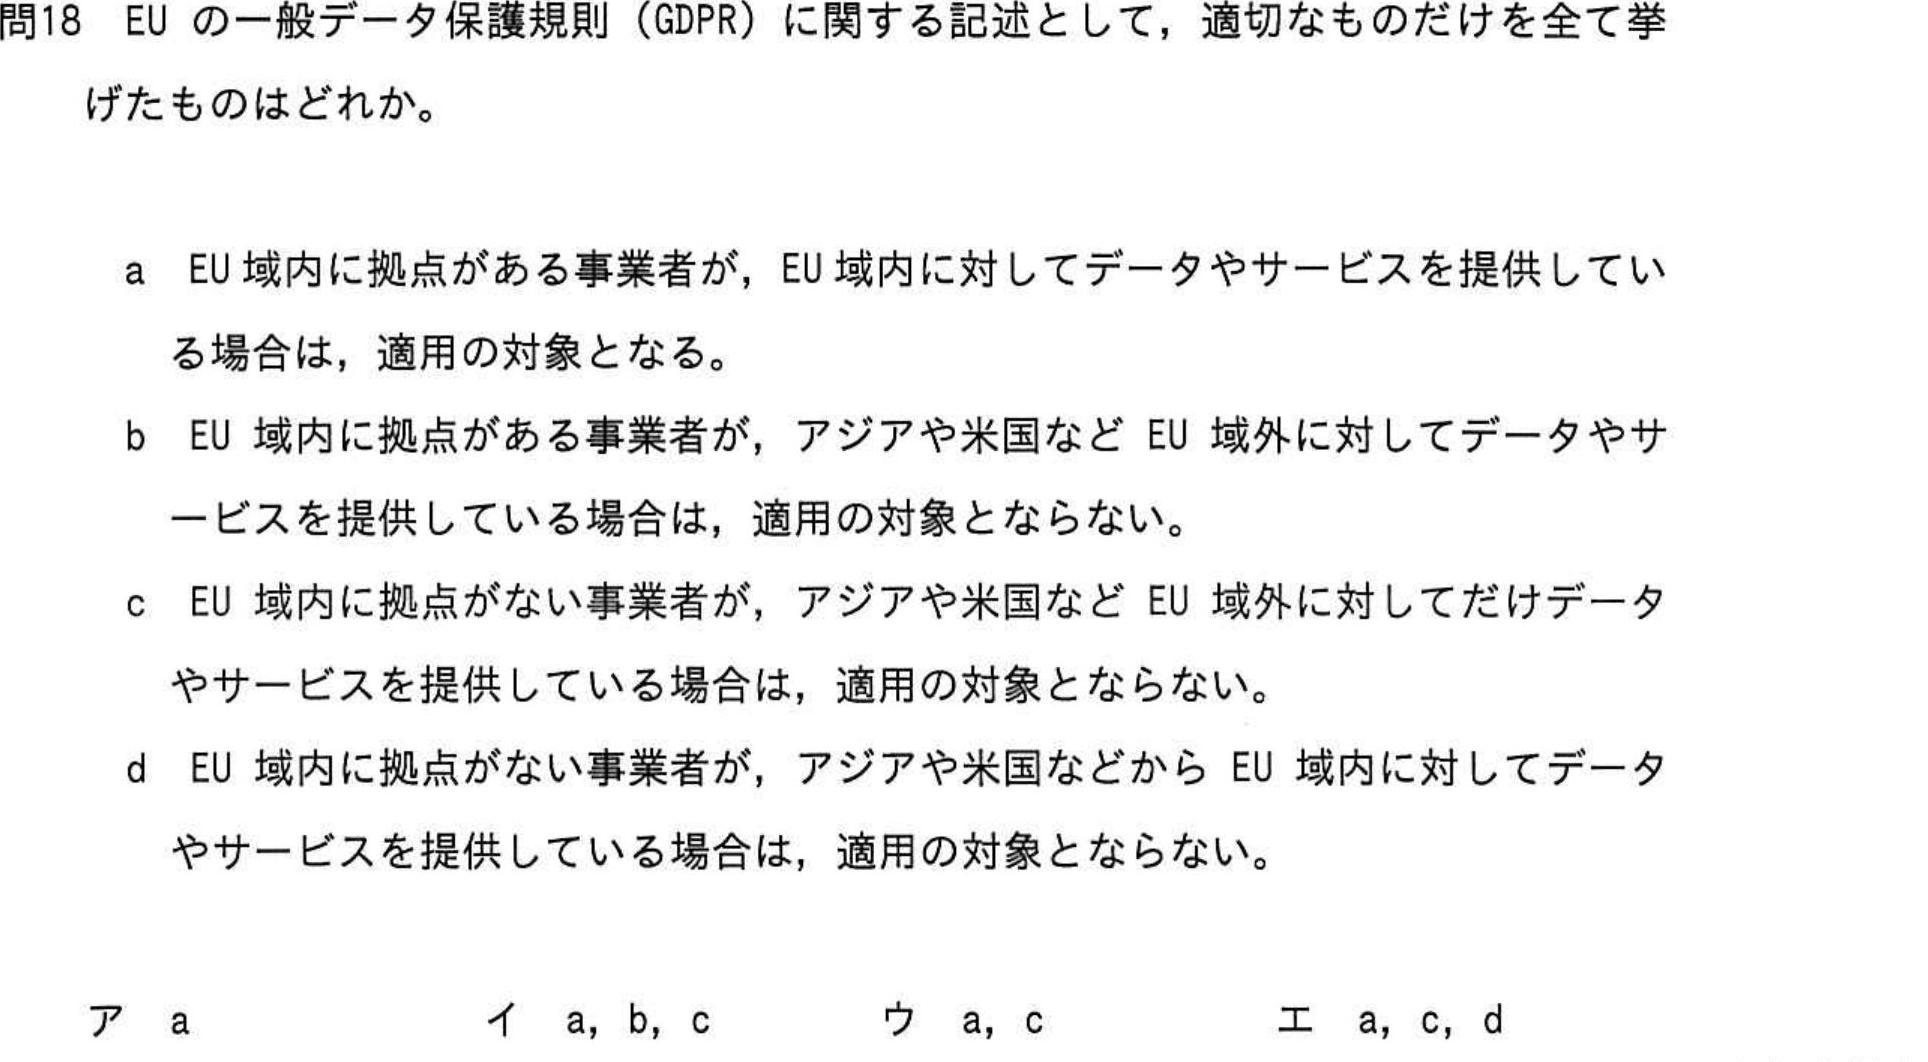 問18 EU の一般データ保護規則（GDPR）に関する記述として，適切なものだけを全て挙
げたものはどれか。
a EU域内に拠点がある事業者が，EU域内に対してデータやサービスを提供してい
る場合は，適用の対象となる。
b EU 域内に拠点がある事業者が，アジアや米国など EU 域外に対してデータやサ
ービスを提供している場合は，適用の対象とならない。
c EU 域内に拠点がない事業者が，アジアや米国など EU 域外に対してだけデータ
やサービスを提供している場合は，適用の対象とならない。
d EU 域内に拠点がない事業者が，アジアや米国などから EU 域内に対してデータ
やサービスを提供している場合は，適用の対象とならない。
ア a イ a, b, c ウ a, c エ a, c, d